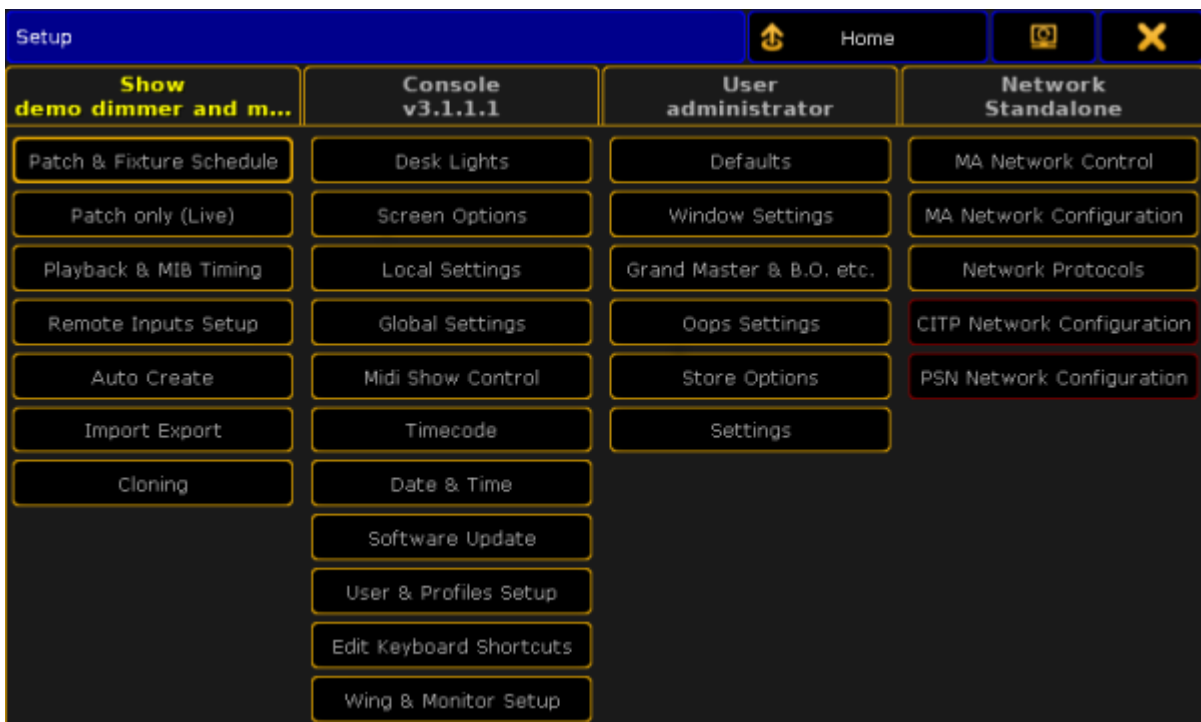 Setup
Home
Show
demo dimmer and m...
Console
v3.1.1.1
User
administrator
Network
Standalone
Patch & Fixture Schedule
Patch only (Live)
Playback & MIB Timing
Remote Inputs Setup
Auto Create
Import Export
Cloning
Desk Lights
Screen Options
Local Settings
Global Settings
Midi Show Control
Timecode
Date & Time
Software Update
User & Profiles Setup
Edit Keyboard Shortcuts
Wing & Monitor Setup
Defaults
Window Settings
Grand Master & B.O. etc.
Oops Settings
Store Options
Settings
MA Network Control
MA Network Configuration
Network Protocols
CITP Network Configuration
PSN Network Configuration